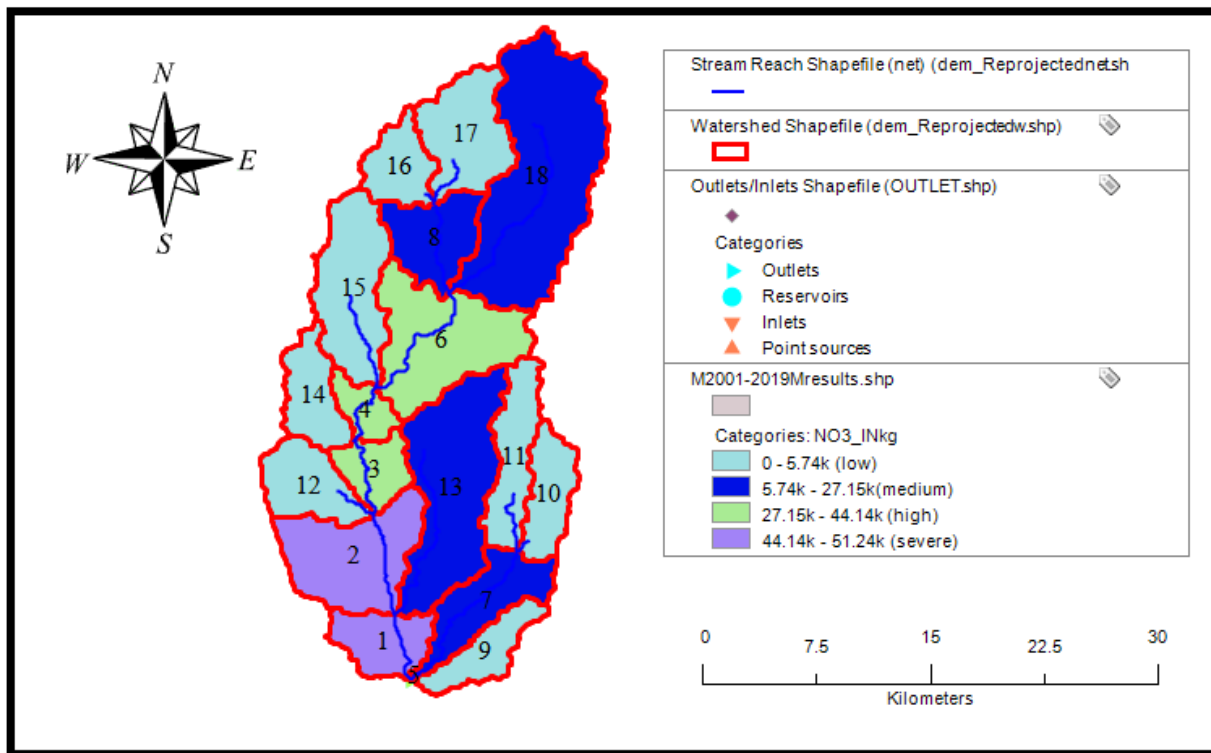 N
W
E
S
17
16
18
8
15
6
14
4
3
11
13
12
10
2
7
1
9
5
Stream Reach Shapefile (net) (dem_Reprojectednet.sh
Watershed Shapefile (dem_Reprojectedw.shp)
Outlets/Inlets Shapefile (OUTLET.shp)
Categories
Outlets
Reservoirs
Inlets
Point sources
M2001-2019Mresults.shp
Categories: NO3_INkg
0 - 5.74k (low)
5.74k - 27.15k(medium)
27.15k - 44.14k (high)
44.14k - 51.24k (severe)
0 7.5 15 22.5 30
Kilometers